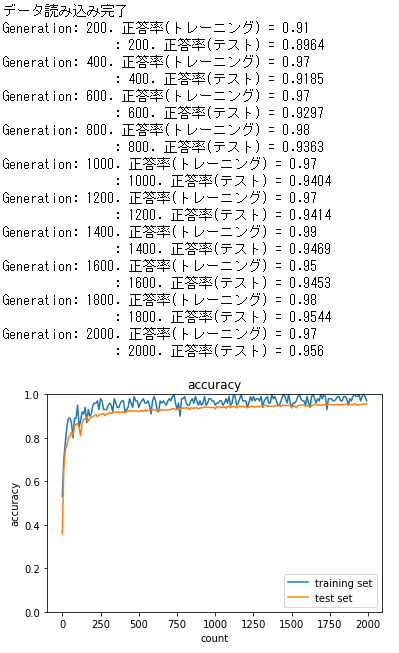 データ読み込み完了
Generation: 200. 正答率(トレーニング) = 0.91
: 200. 正答率(テスト) = 0.8964
Generation: 400. 正答率(トレーニング) = 0.97
: 400. 正答率(テスト) = 0.9185
Generation: 600. 正答率(トレーニング) = 0.97
: 600. 正答率(テスト) = 0.9297
Generation: 800. 正答率(トレーニング) = 0.98
: 800. 正答率(テスト) = 0.9363
Generation: 1000. 正答率(トレーニング) = 0.97
: 1000. 正答率(テスト) = 0.9404
Generation: 1200. 正答率(トレーニング) = 0.97
: 1200. 正答率(テスト) = 0.9414
Generation: 1400. 正答率(トレーニング) = 0.99
: 1400. 正答率(テスト) = 0.9469
Generation: 1600. 正答率(トレーニング) = 0.95
: 1600. 正答率(テスト) = 0.9453
Generation: 1800. 正答率(トレーニング) = 0.98
: 1800. 正答率(テスト) = 0.9544
Generation: 2000. 正答率(トレーニング) = 0.97
: 2000. 正答率(テスト) = 0.956
accuracy
1.0
0.8
0.6
0.4
0.2
0.0
accuracy
training set
test set
0 250 500 750 1000 1250 1500 1750 2000
count